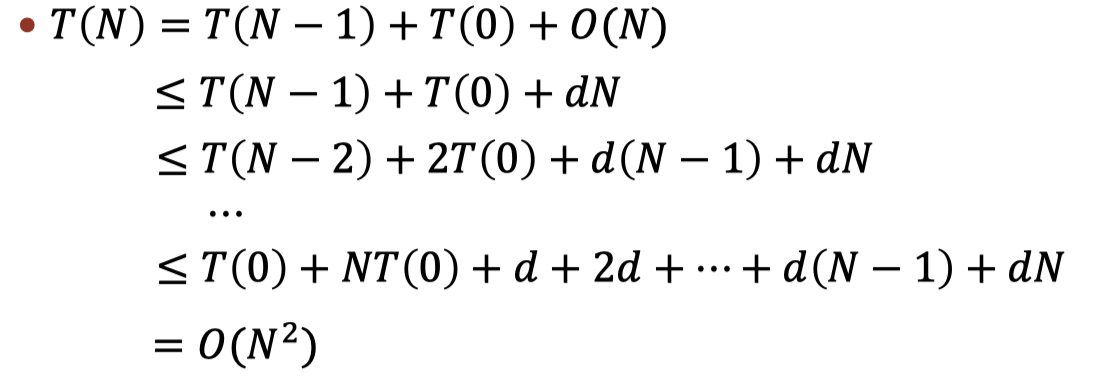 • T(N) = T(N − 1) + T(0) + O(N)
≤ T(N − 1) + T(0) + dN
≤ T(N − 2) + 2T(0) + d(N − 1) + dN
…
≤ T(0) + NT(0) + d + 2d + ⋯ + d(N − 1) + dN
= O(N²)